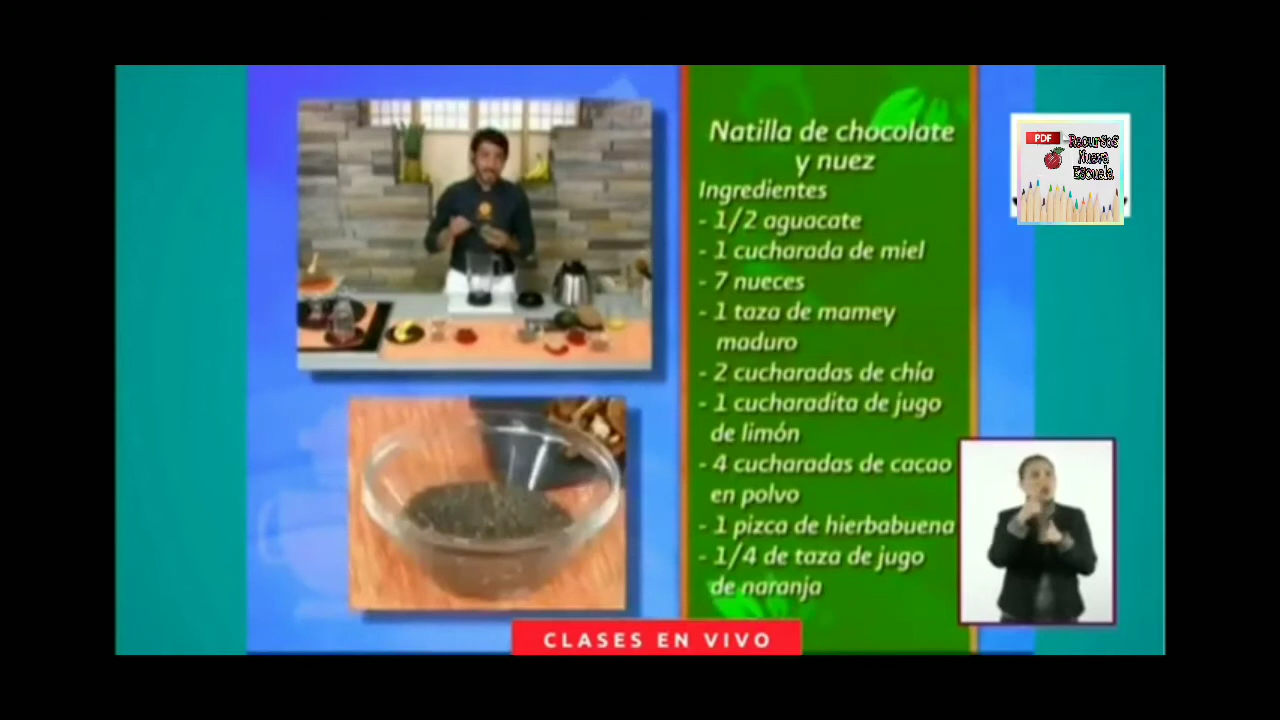 Natilla de chocolate
y nuez
Ingredientes
- 1/2 aguacate
- 1 cucharada de miel
- 7 nueces
- 1 taza de mamey
maduro
- 2 cucharadas de chía
- 1 cucharadita de jugo
de limón
- 4 cucharadas de cacao
en polvo
- 1 pizca de hierbabuena
- 1/4 de taza de jugo
de naranja
PDF
Recursos
Nueva
Escuela
CLASES EN VIVO